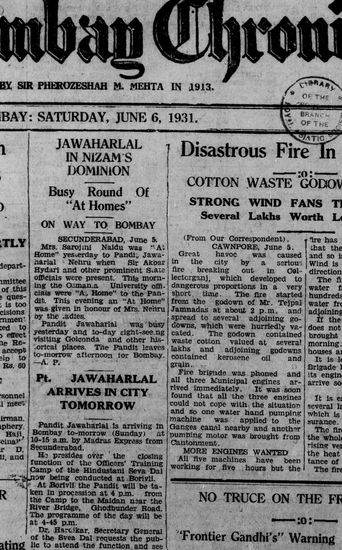 mbay Chroni
BY SIR PHEROZESHAH M. MEHTA IN 1913.
BAY: SATURDAY, JUNE 6, 1931.
LIBRARY
OF THE
BRANCH
OF THE
JAWAHARLAL
IN NIZAM'S
DOMINION
Busy Round Of
"At Homes"
ON WAY TO BOMBAY
SECUNDERABAD, June 5.
Mrs. Sarojini Naidu was "At
Home" yesterday to Pandit Jawa-
harlal Nehru when Sir Akbar
Hydari and other prominent State
officials were present. They
University offi-
cials were "At Home" to the Pan-
dit. This evening an "At Home"
was given in honour of Mrs. Nehru
by the ladies.
Pandit Jawaharlal was busy
yesterday and to-day sight-seeing
visiting Golconda and other his-
torical places. The Pandit leaves
to-morrow afternoon for Bombay.
—A. P.
Pt. JAWAHARLAL
ARRIVES IN CITY
TOMORROW
Pandit Jawaharlal is arriving in
Bombay to-morrow (Sunday) at
10-15 a.m. by Madras Express from
Secunderabad.
He presides over the closing
function of the Officers' Training
Camp of the Hindustani Seva Dal
now being conducted at Borivli.
At Borivli the Pandit will be ta-
ken in procession at 4 p.m. from
the Camp to the Maidan near the
River Bridge, Ghodbunder Road.
The programme of the day will be
at 4-45 p.m.
Dr. Hardikar, Secretary General
of the Seva Dal requests the pub-
lic to attend the function and see
Disastrous Fire In
COTTON WASTE GODOW
STRONG WIND FANS T
Several Lakhs Worth L
(From Our Correspondent).
CAWNPORE, June 5.
Great havoc was caused
in the city by a serious
fire breaking out in Col-
lectorgunj, which developed to
dangerous proportions in a very
short time. The fire started
from the godown of Mr. Tejpal
Jamnadas at about 2 p.m. and
spread to several adjoining go-
downs, which were hurriedly va-
cated. The godown contained
waste cotton valued at several
lakhs and adjoining godowns
contained kerosene oil and
grain.
Fire brigade was phoned and
all three Municipal engines ar-
rived immediately. It was soon
found that all the three engines
could not cope with the situation
and so one water hand pumping
machine was applied to the
Ganges canal nearby and another
pumping motor was brought from
Cantonment.
MORE ENGINES WANTED
All five machines have been
working for five hours but the
NO TRUCE ON THE FR
"Frontier Gandhi's" Warning